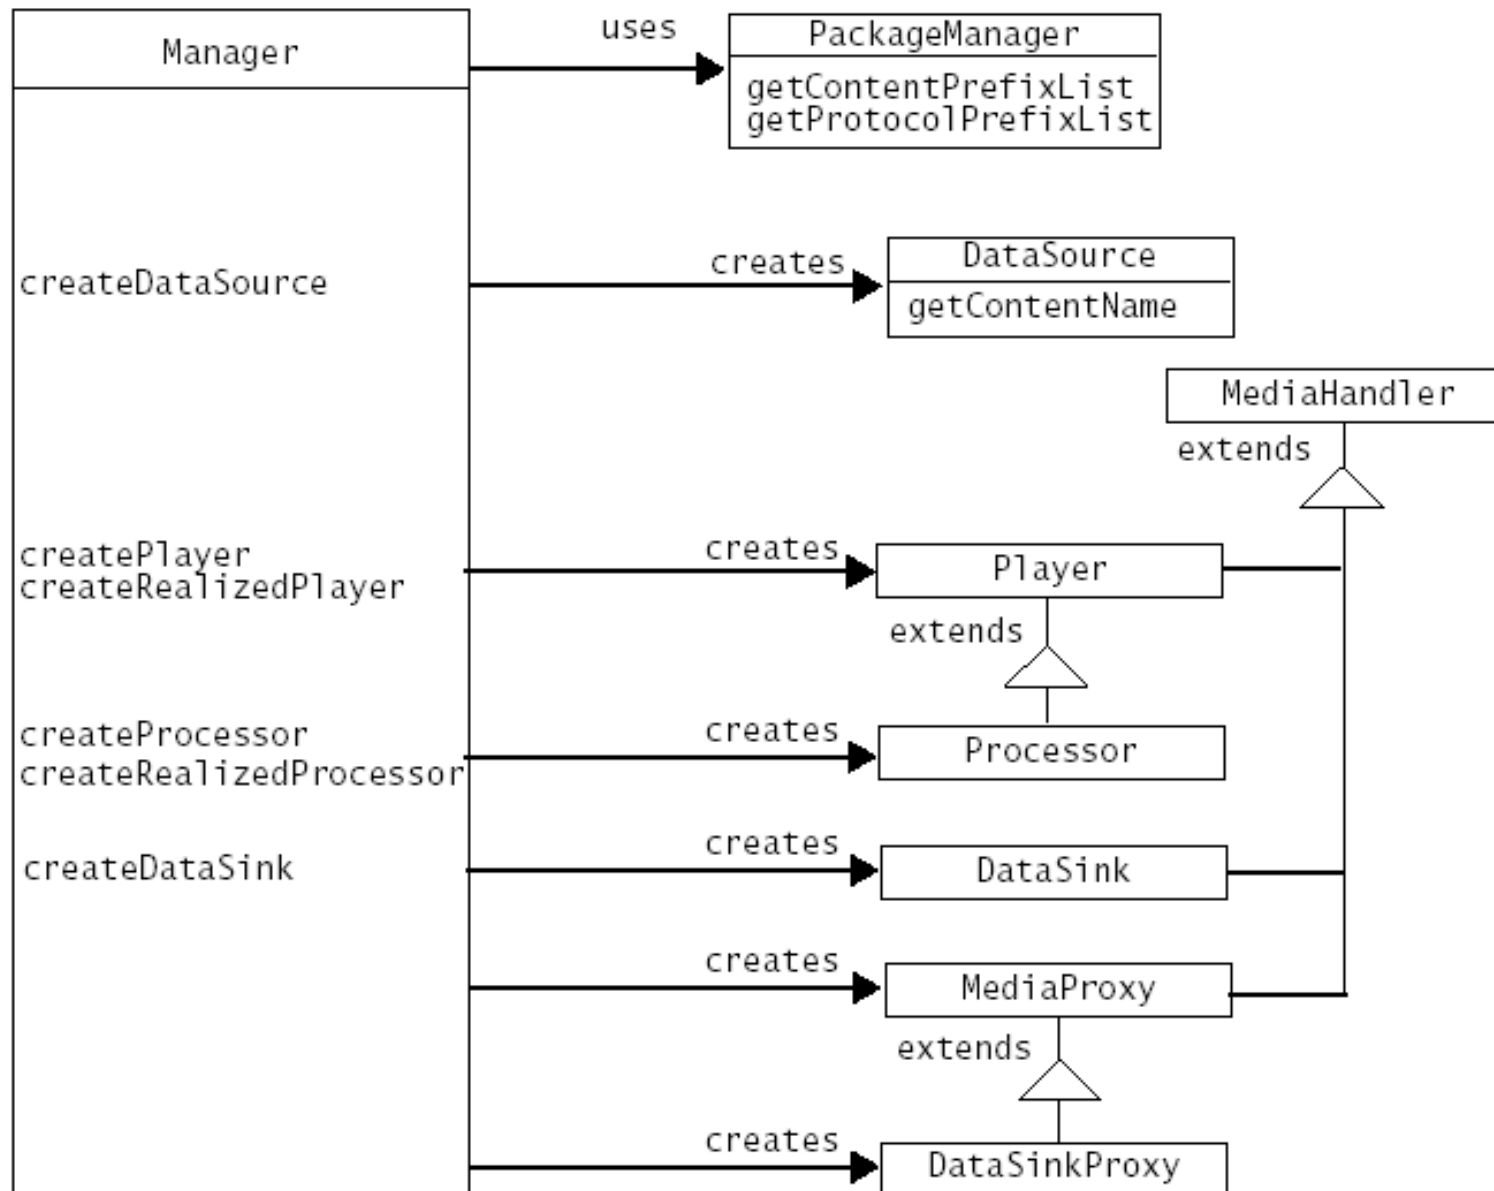 Manager
uses
PackageManager
getContentPrefixList
getProtocolPrefixList
createDataSource
creates
DataSource
getContentName
MediaHandler
extends
createPlayer
createRealizedPlayer
creates
Player
extends
createProcessor
createRealizedProcessor
creates
Processor
createDataSink
creates
DataSink
creates
MediaProxy
extends
creates
DataSinkProxy